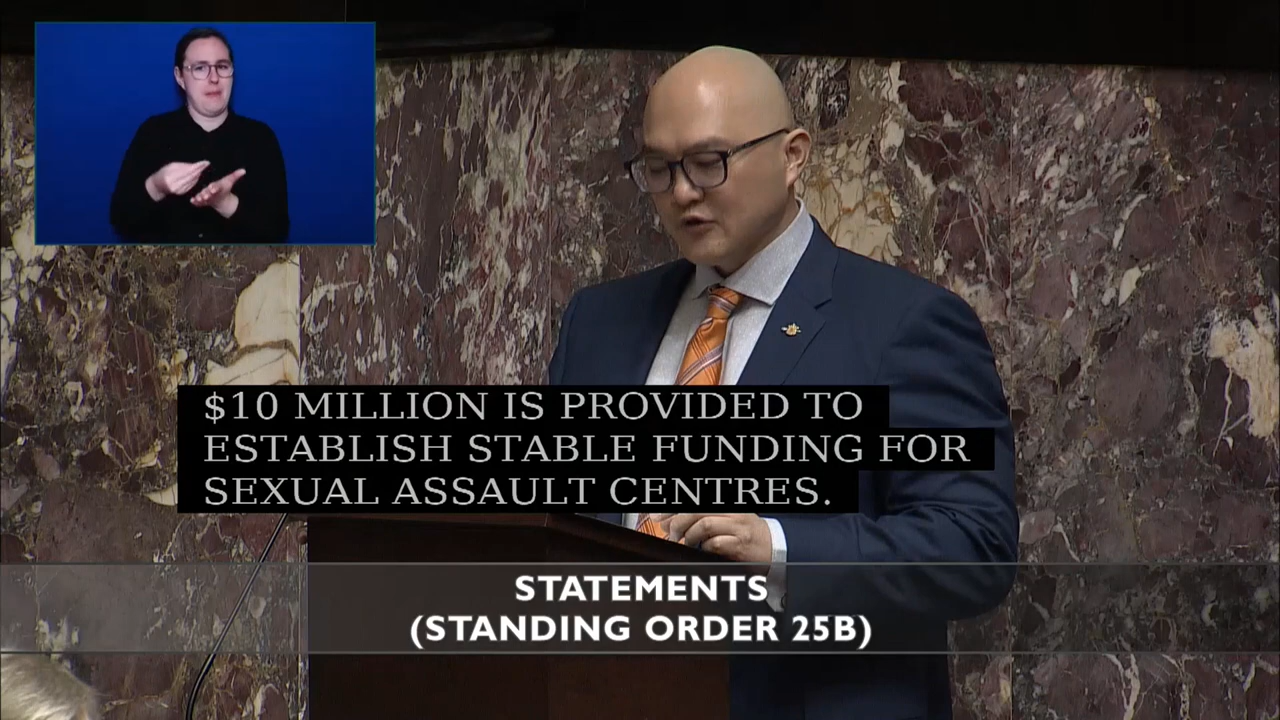 $10 MILLION IS PROVIDED TO
ESTABLISH STABLE FUNDING FOR
SEXUAL ASSAULT CENTRES.
STATEMENTS
(STANDING ORDER 25B)